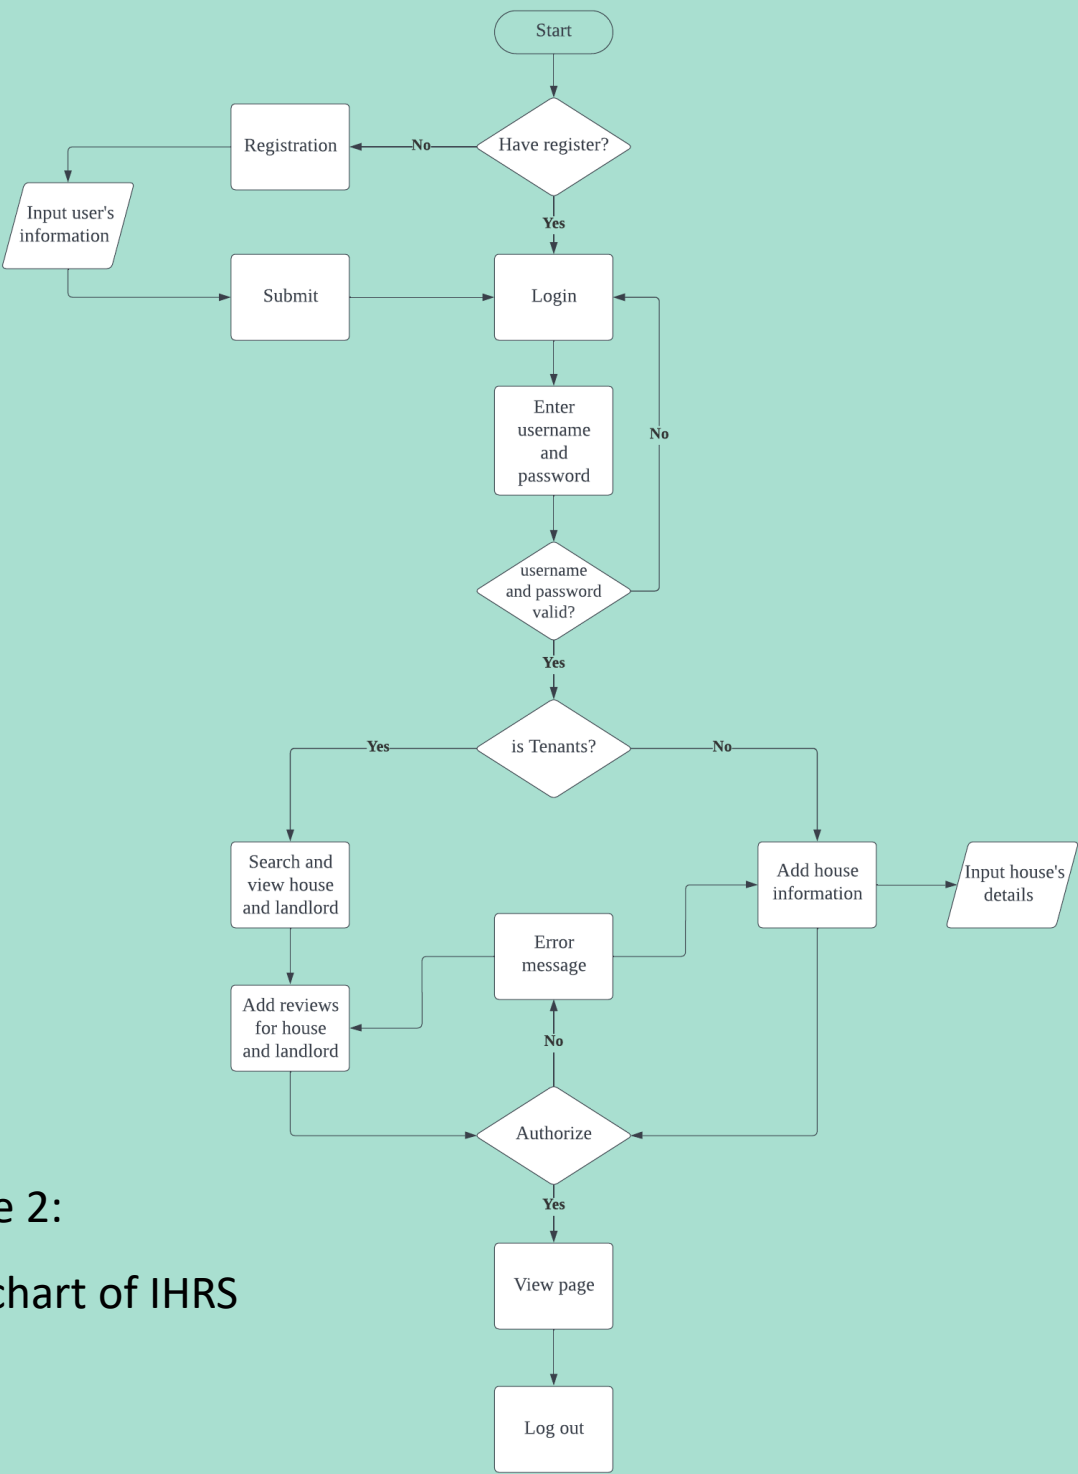 Start
Have register?
No
Registration
Input user's
information
Yes
Submit
Login
Enter
username
and
password
No
username
and password
valid?
Yes
is Tenants?
Yes
No
Search and
view house
and landlord
Add house
information
Input house's
details
Error
message
Add reviews
for house
and landlord
No
Authorize
Yes
e 2:
chart of IHRS
View page
Log out